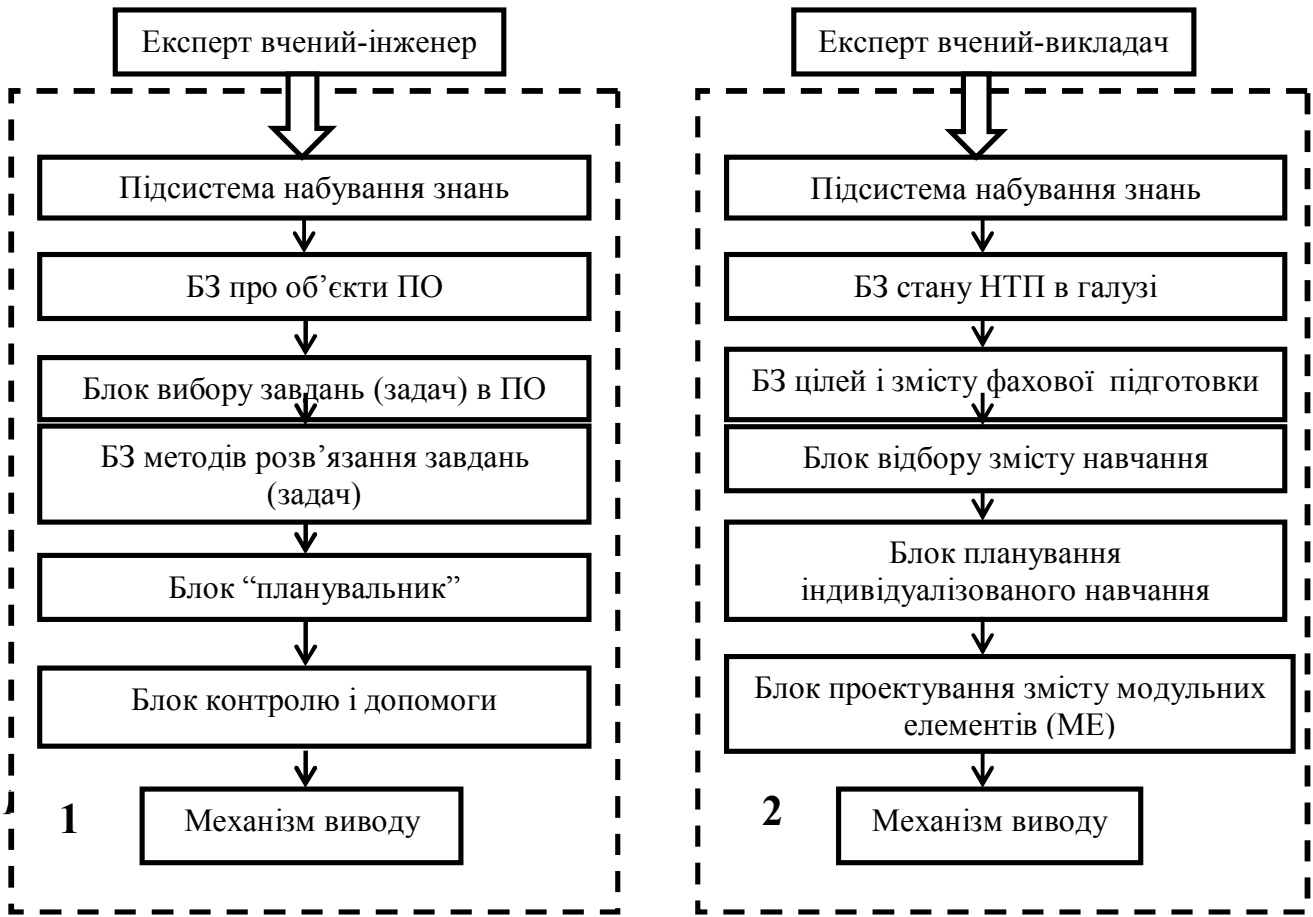 Експерт вчений-інженер
Підсистема набування знань
БЗ про об’єкти ПО
Блок вибору завдань (задач) в ПО
БЗ методів розв’язання завдань
(задач)
Блок “планувальник”
Блок контролю і допомоги
1
Механізм виводу
Експерт вчений-викладач
Підсистема набування знань
БЗ стану НТП в галузі
БЗ цілей і змісту фахової підготовки
Блок відбору змісту навчання
Блок планування
індивідуалізованого навчання
Блок проектування змісту модульних
елементів (МЕ)
2
Механізм виводу